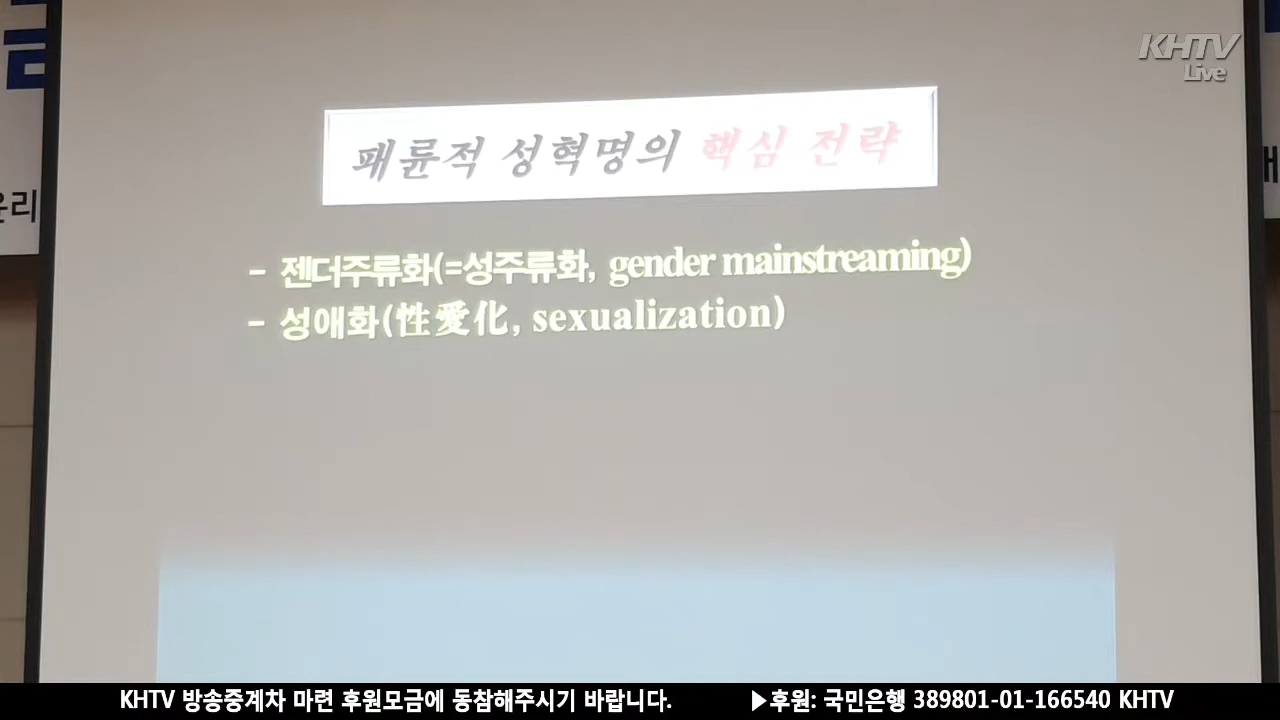 KHTV
Live
패륜적 성혁명의 핵심 전략
- 젠더주류화(=성주류화, gender mainstreaming)
- 성애화(性愛化, sexualization)
KHTV 방송중계차 마련 후원모금에 동참해주시기 바랍니다. ▶후원: 국민은행 389801-01-166540 KHTV